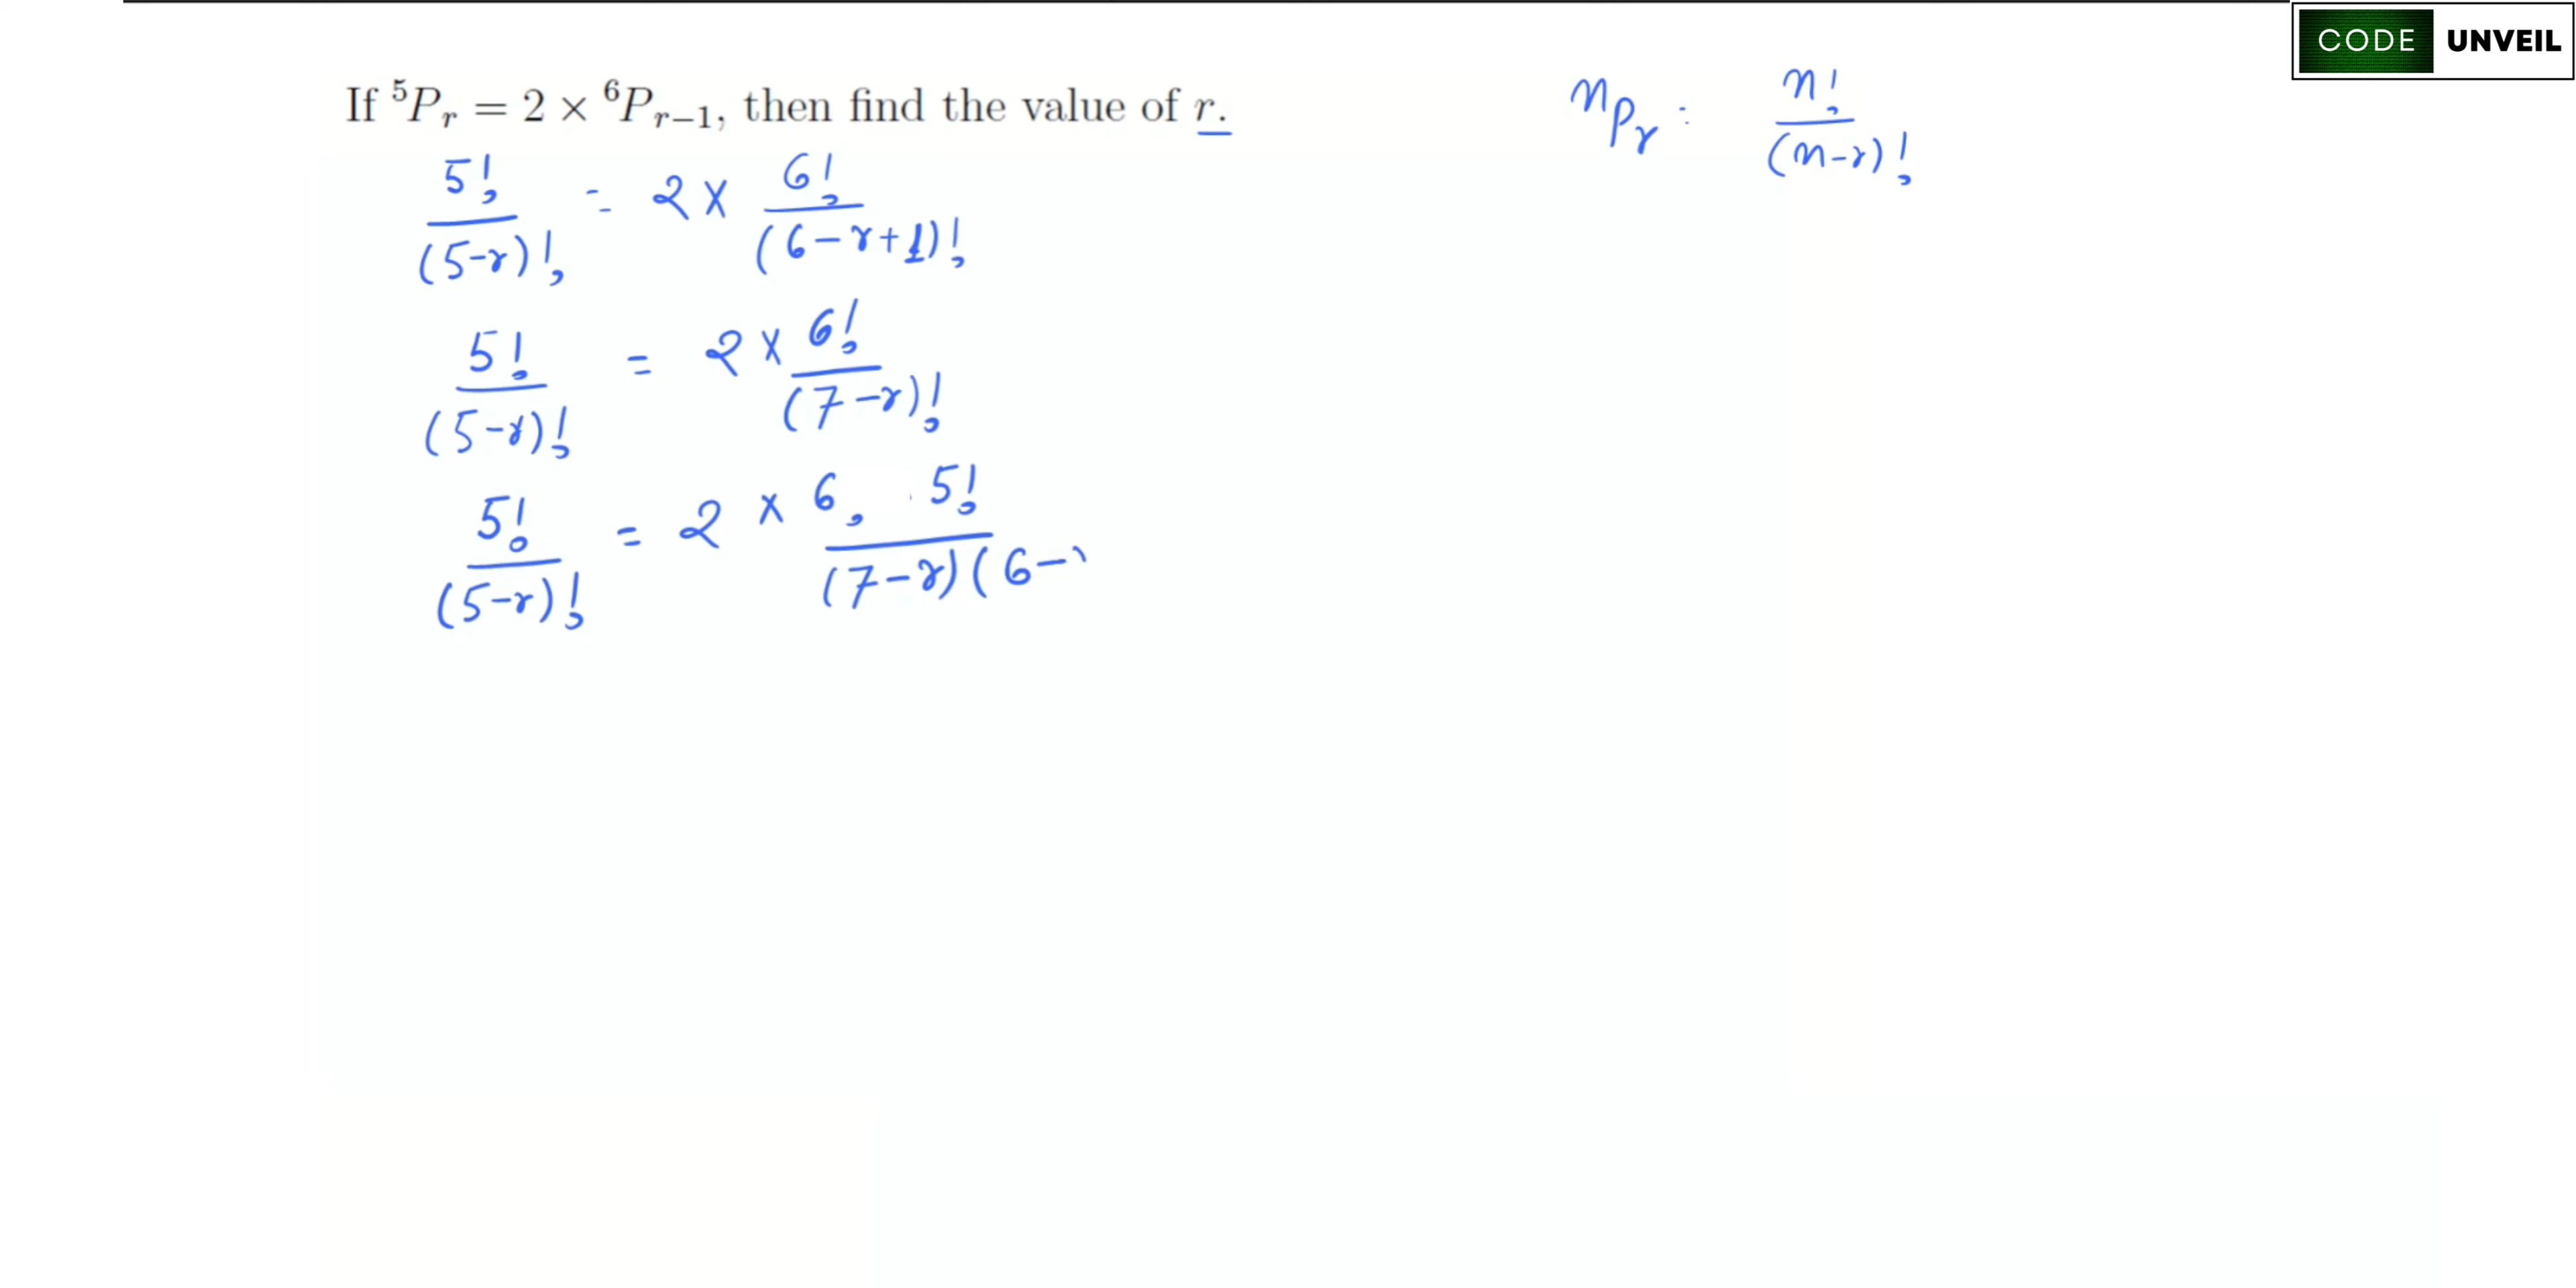 CODE UNVEIL
If ⁵Pᵣ = 2 × ⁶Pᵣ₋₁, then find the value of r.
nPr = n! / (n-r)!
5! / (5-r)! = 2 × 6! / (6-r+1)!
5! / (5-r)! = 2 × 6! / (7-r)!
5! / (5-r)! = 2 × 6 . 5! / (7-r)(6-